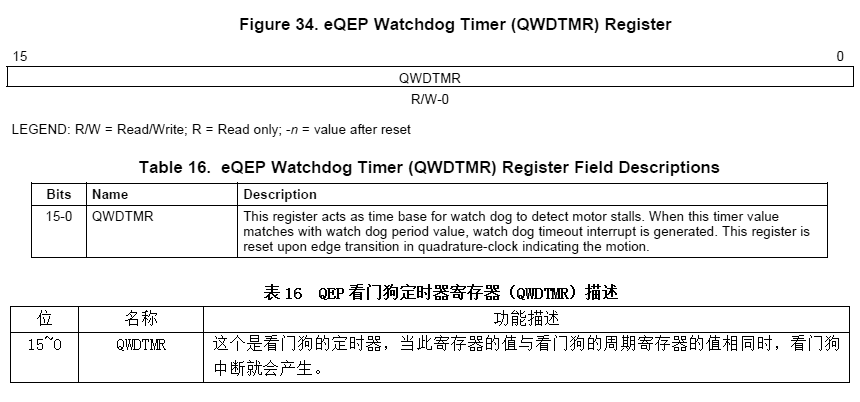 Figure 34. eQEP Watchdog Timer (QWDTMR) Register
15 0
QWDTMR
R/W-0
LEGEND: R/W = Read/Write; R = Read only; -n = value after reset
Table 16. eQEP Watchdog Timer (QWDTMR) Register Field Descriptions
Bits Name Description
15-0 QWDTMR This register acts as time base for watch dog to detect motor stalls. When this timer value
matches with watch dog period value, watch dog timeout interrupt is generated. This register is
reset upon edge transition in quadrature-clock indicating the motion.
表16 QEP看门狗定时器寄存器（QWDTMR）描述
位 名称 功能描述
15~0 QWDTMR 这个是看门狗的定时器，当此寄存器的值与看门狗的周期寄存器的值相同时，看门狗
中断就会产生。